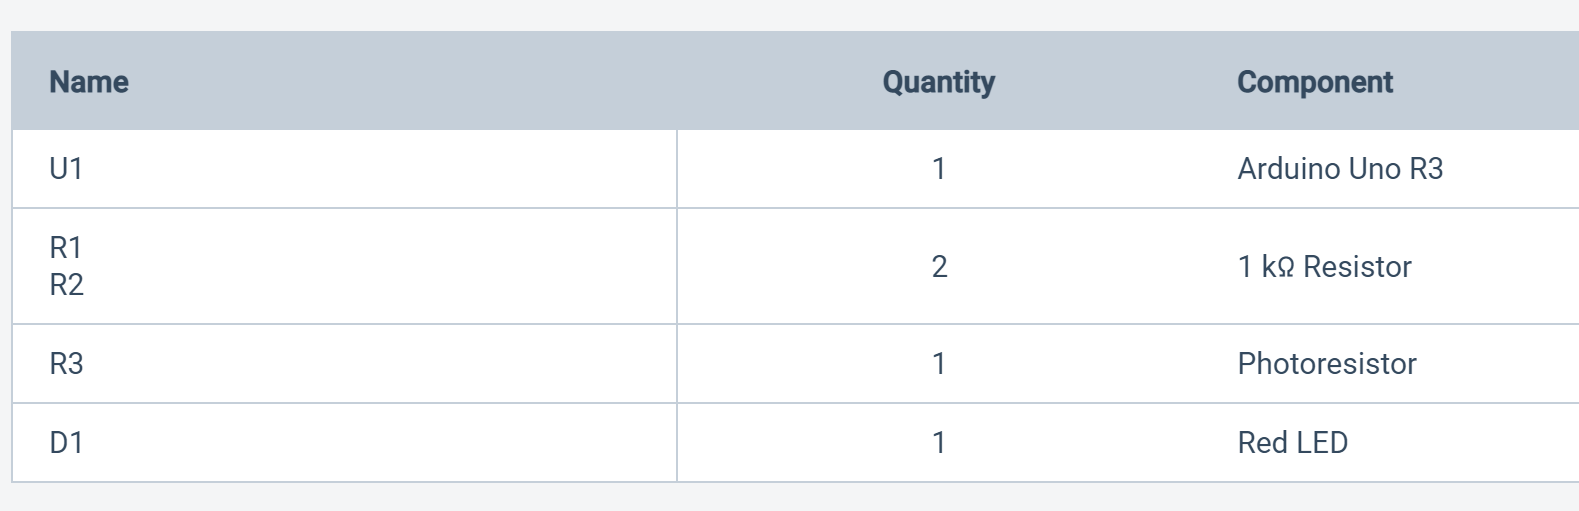 Name Quantity Component
U1 1 Arduino Uno R3
R1
R2 2 1 kΩ Resistor
R3 1 Photoresistor
D1 1 Red LED